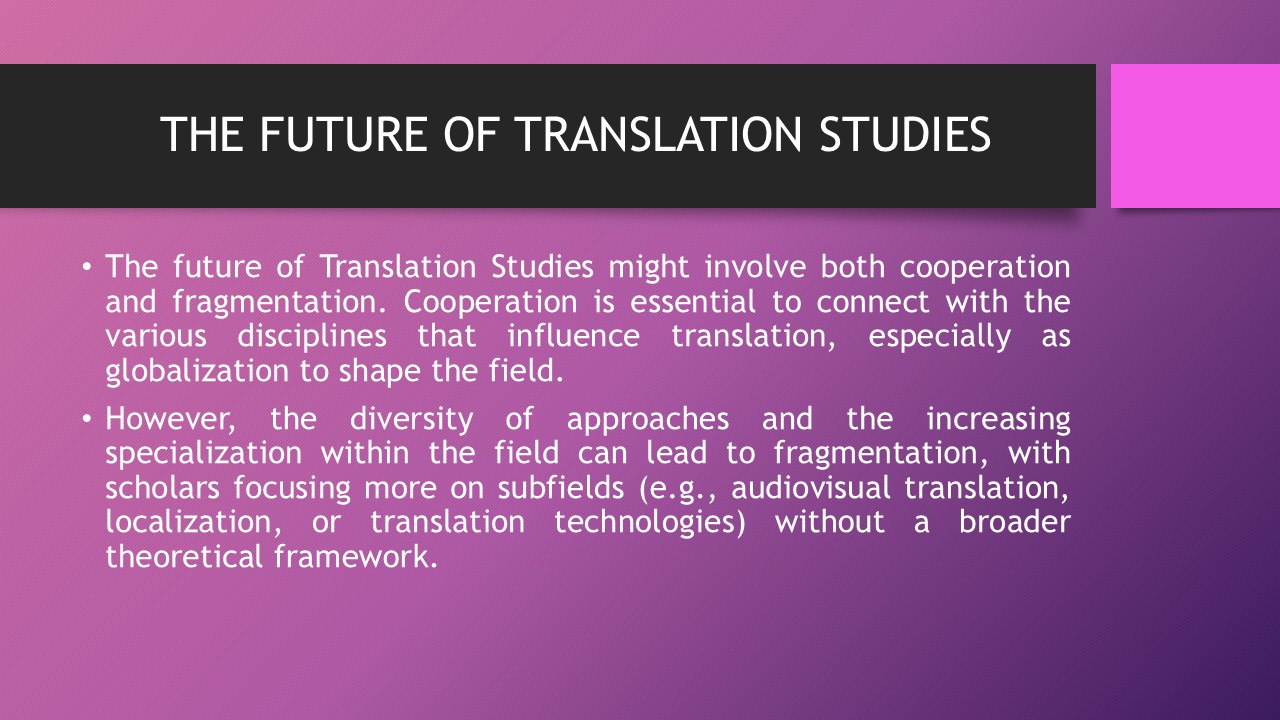 THE FUTURE OF TRANSLATION STUDIES
• The future of Translation Studies might involve both cooperation
and fragmentation. Cooperation is essential to connect with the
various disciplines that influence translation, especially as
globalization to shape the field.
• However, the diversity of approaches and the increasing
specialization within the field can lead to fragmentation, with
scholars focusing more on subfields (e.g., audiovisual translation,
localization, or translation technologies) without a broader
theoretical framework.